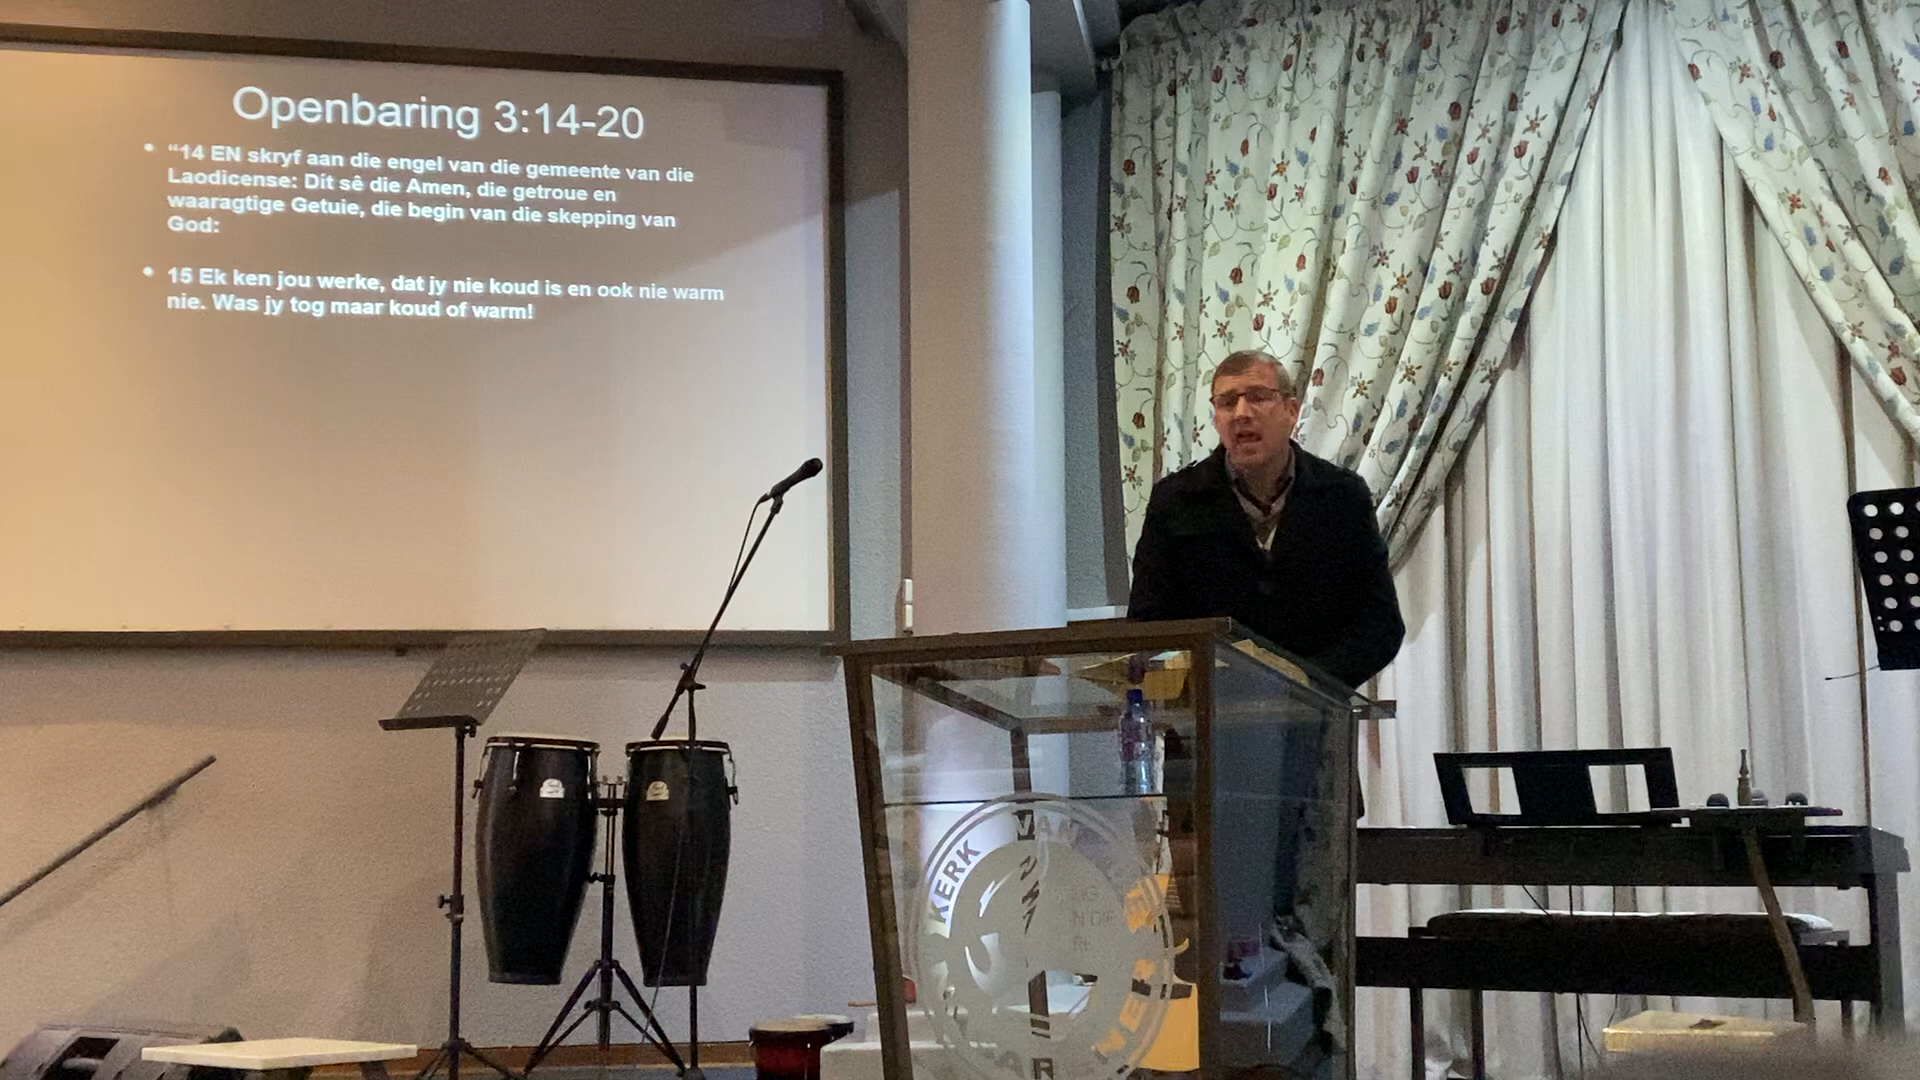 Openbaring 3:14-20
• “14 EN skryf aan die engel van die gemeente van die
Laodicense: Dít sê die Amen, die getroue en
waaragtige Getuie, die begin van die skepping van
God:
• 15 Ek ken jou werke, dat jy nie koud is en ook nie warm
nie. Was jy tog maar koud of warm!
KERK VAN